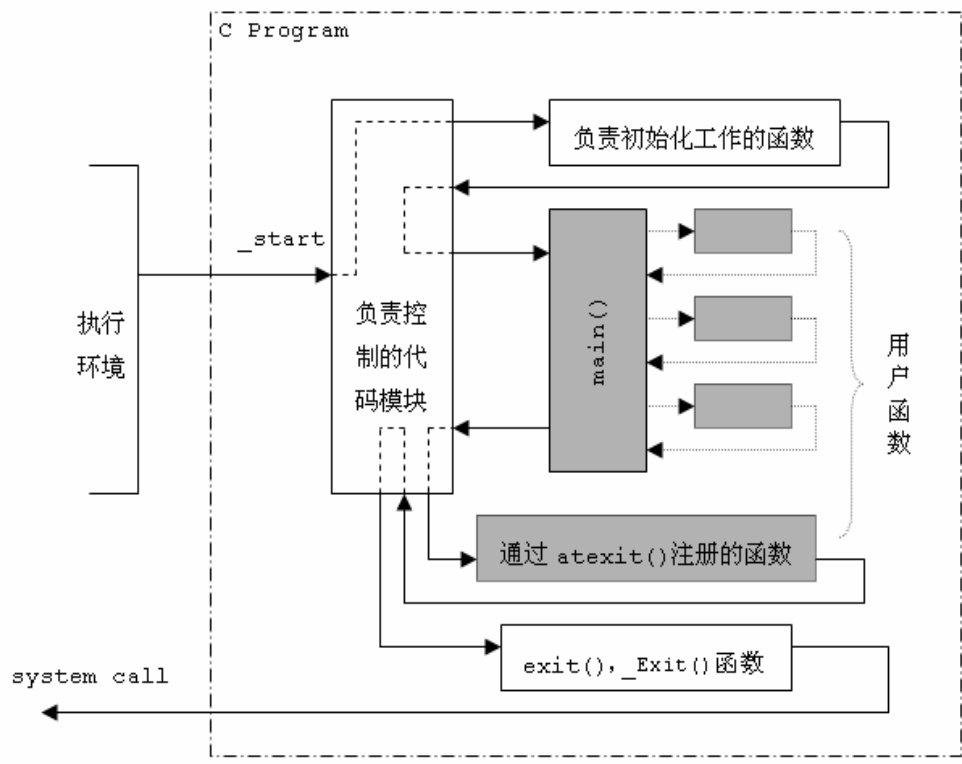 C Program
负责初始化工作的函数
_start
执行
环境
负责控
制的代
码模块
main()
用
户
函
数
通过 atexit()注册的函数
exit(),_Exit()函数
system call